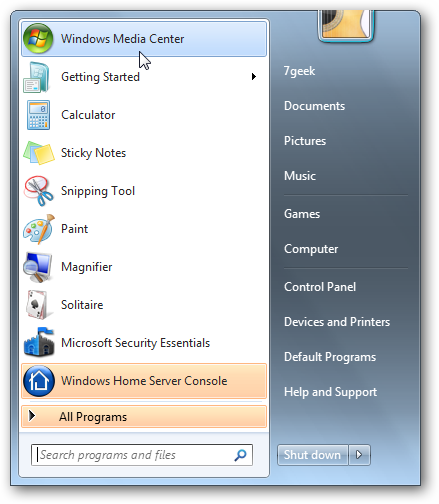 Windows Media Center
Getting Started
Calculator
Sticky Notes
Snipping Tool
Paint
Magnifier
Solitaire
Microsoft Security Essentials
Windows Home Server Console
All Programs
Search programs and files
7geek
Documents
Pictures
Music
Games
Computer
Control Panel
Devices and Printers
Default Programs
Help and Support
Shut down